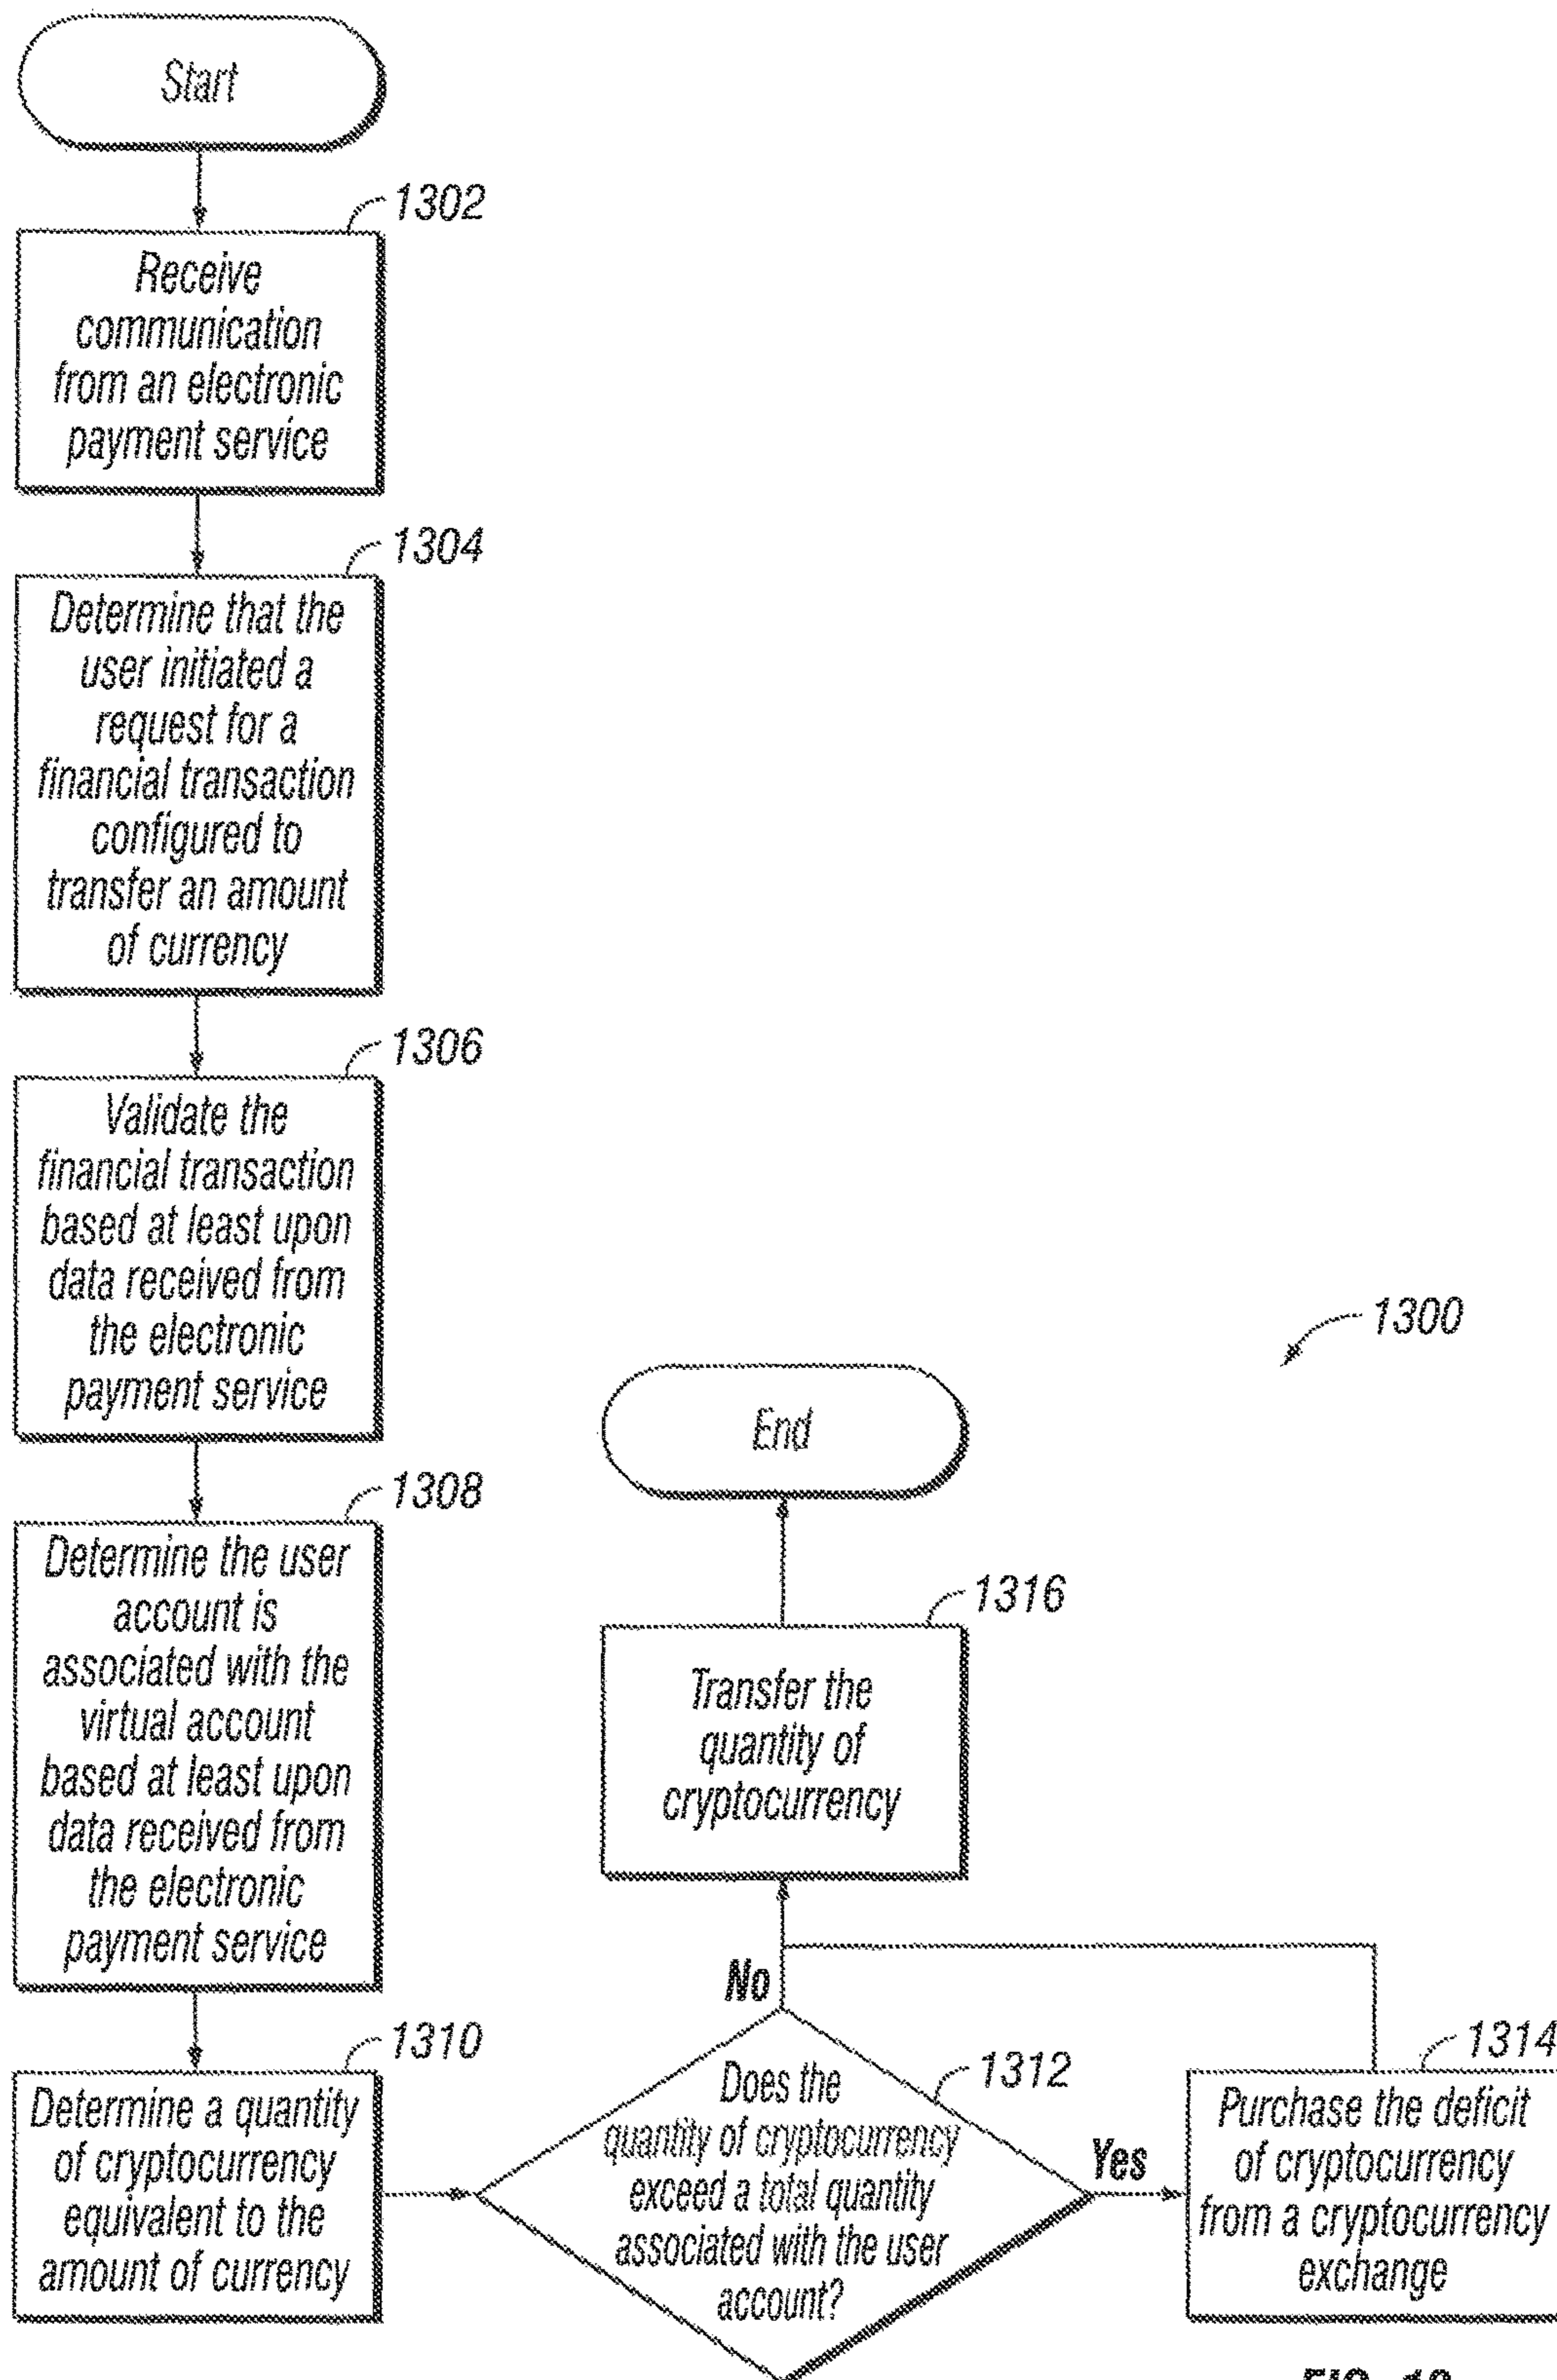 Start
1302
Receive
communication
from an electronic
payment service
1304
Determine that the
user initiated a
request for a
financial transaction
configured to
transfer an amount
of currency
1306
Validate the
financial transaction
based at least upon
data received from
the electronic
payment service
1308
Determine the user
account is
associated with the
virtual account
based at least upon
data received from
the electronic
payment service
1310
Determine a quantity
of cryptocurrency
equivalent to the
amount of currency
1312
Does the
quantity of cryptocurrency
exceed a total quantity
associated with the user
account?
Yes
1314
Purchase the deficit
of cryptocurrency
from a cryptocurrency
exchange
No
1316
Transfer the
quantity of
cryptocurrency
End
1300